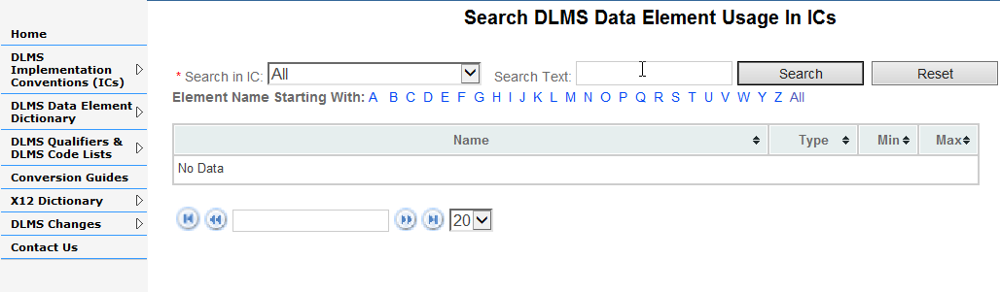 Search DLMS Data Element Usage In ICs
Home
DLMS
Implementation
Conventions (ICs)
DLMS Data Element
Dictionary
DLMS Qualifiers &
DLMS Code Lists
Conversion Guides
X12 Dictionary
DLMS Changes
Contact Us
* Search in IC: All Search Text: Search Reset
Element Name Starting With: A B C D E F G H I J K L M N O P Q R S T U V W Y Z All
Name Type Min Max
No Data
20